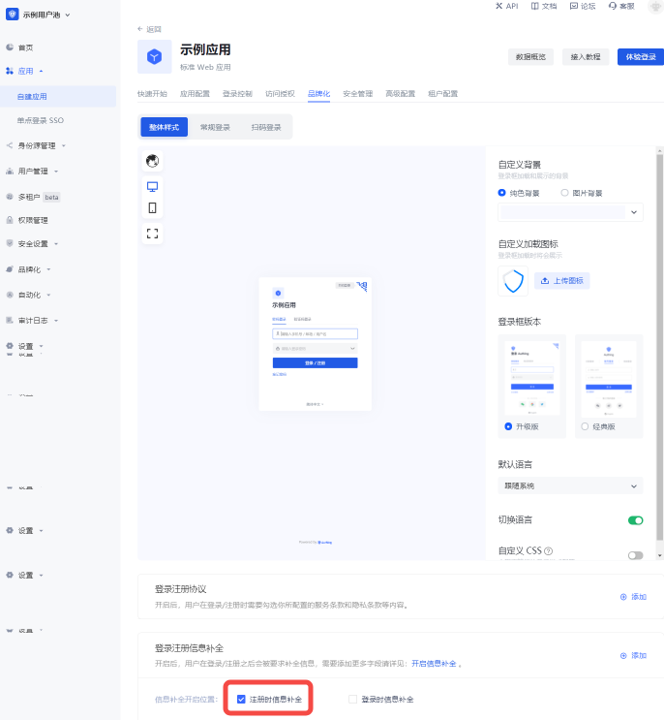 示例用户池
API 文档 论坛 客服
首页
应用
自建应用
单点登录 SSO
身份源管理
用户管理
多租户 beta
权限管理
安全设置
品牌化
自动化
审计日志
设置
设置
设置
返回
示例应用
标准 Web 应用
数据概览 接入教程 体验登录
快速开始 应用配置 登录控制 访问授权 品牌化 安全管理 高级配置 租户配置
整体样式 常规登录 扫码登录
示例应用
登录 / 注册
自定义背景
纯色背景 图片背景
自定义加载图标
上传图标
登录框版本
升级版 经典版
默认语言
跟随系统
切换语言
自定义 CSS
登录注册协议
开启后，用户在登录/注册时需要勾选你所配置的服务条款和隐私条款等内容。
添加
登录注册信息补全
开启后，用户在登录/注册之后会被要求补全信息，需要添加更多字段请详见：开启信息补全 。
添加
信息补全开启位置： 注册时信息补全 登录时信息补全